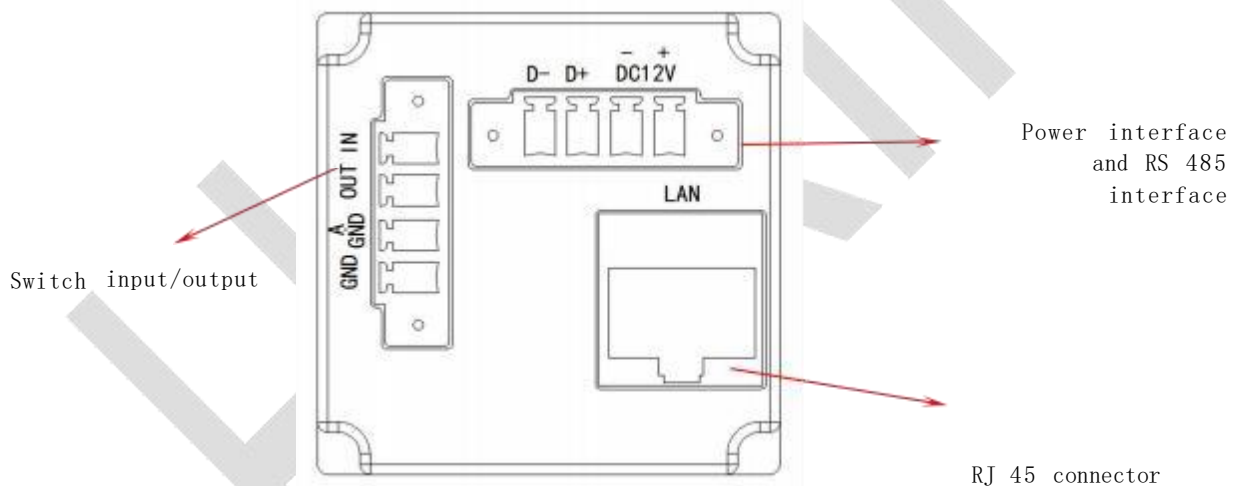 - +
D- D+ DC12V
Power interface
and RS 485
interface
IN
OUT
A
GND
GND
LAN
Switch input/output
RJ 45 connector